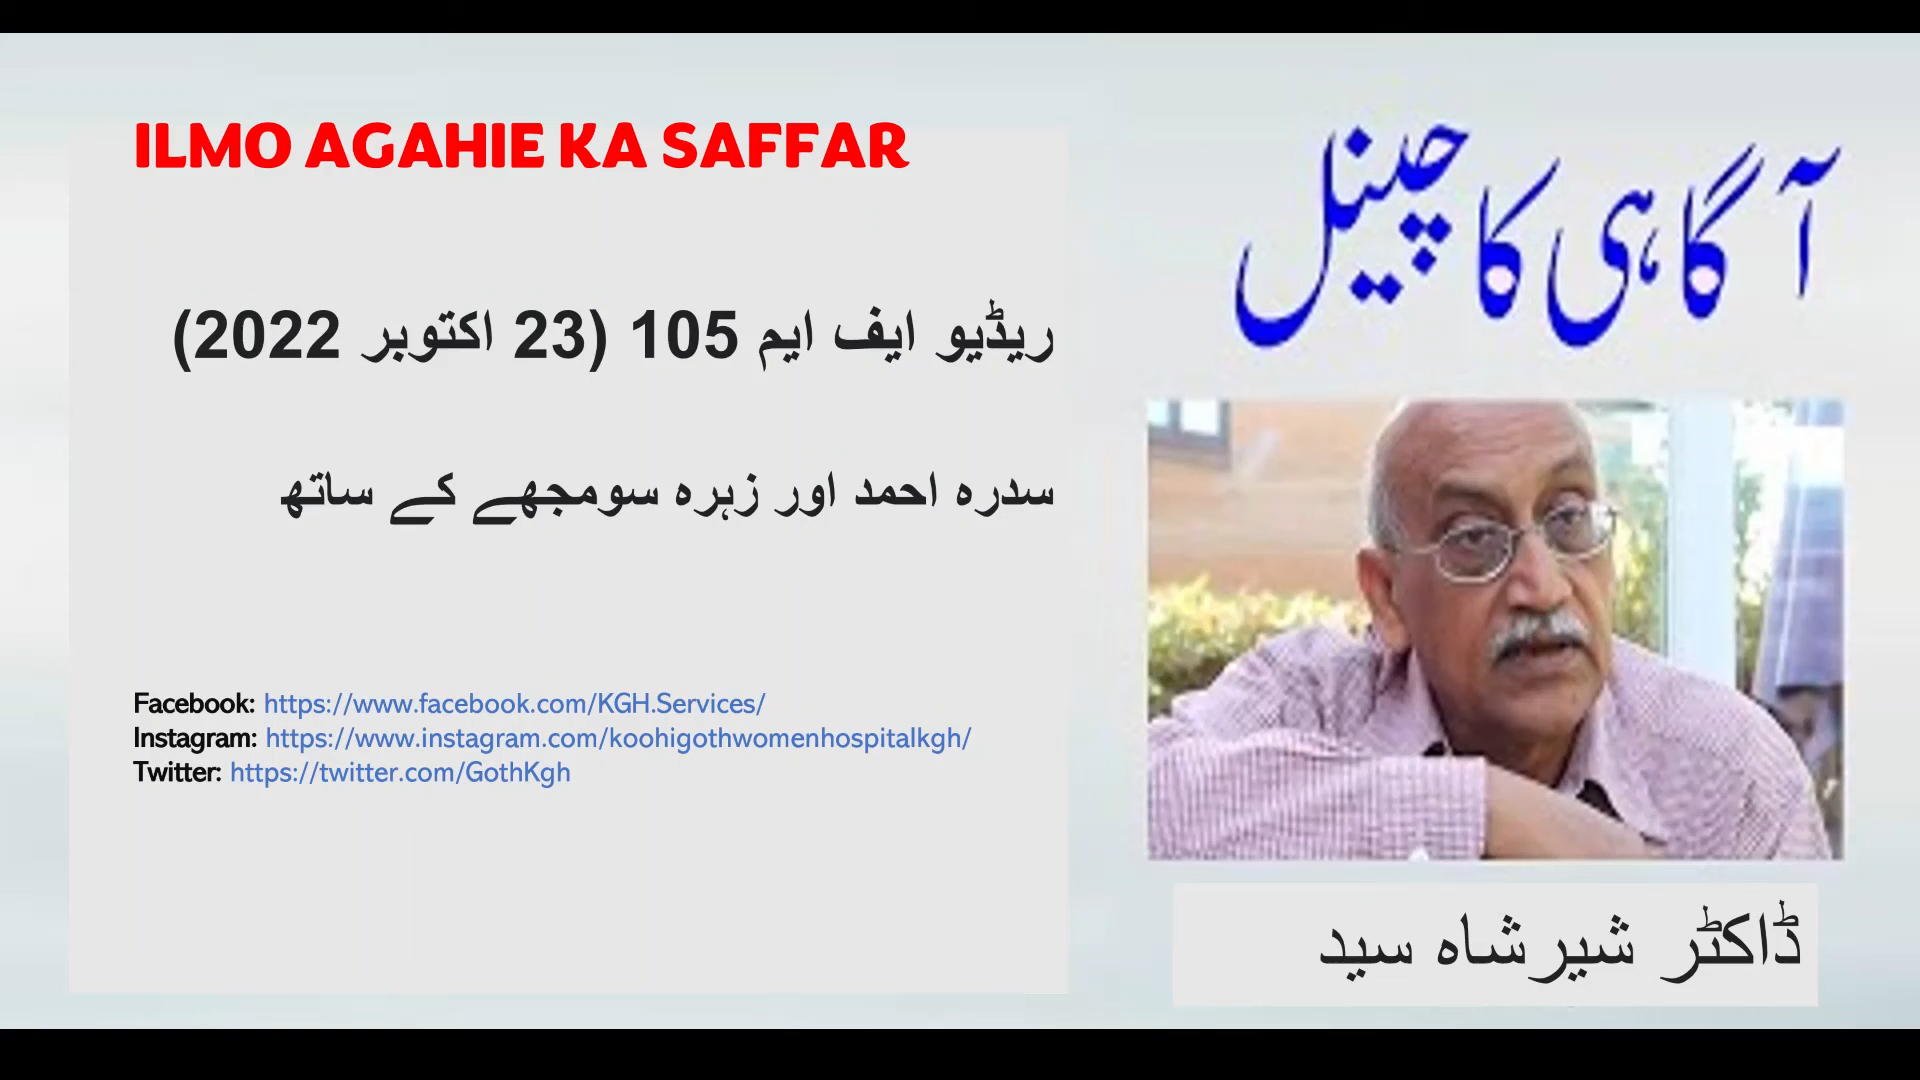 ILMO AGAHIE KA SAFFAR
ریڈیو ایف ایم 105 (23 اکتوبر 2022)
سدرہ احمد اور زہرہ سومجھے کے ساتھ
Facebook: https://www.facebook.com/KGH.Services/
Instagram: https://www.instagram.com/koohigothwomenhospitalkgh/
Twitter: https://twitter.com/GothKgh
آگاہی کا چینل
ڈاکٹر شیرشاہ سید